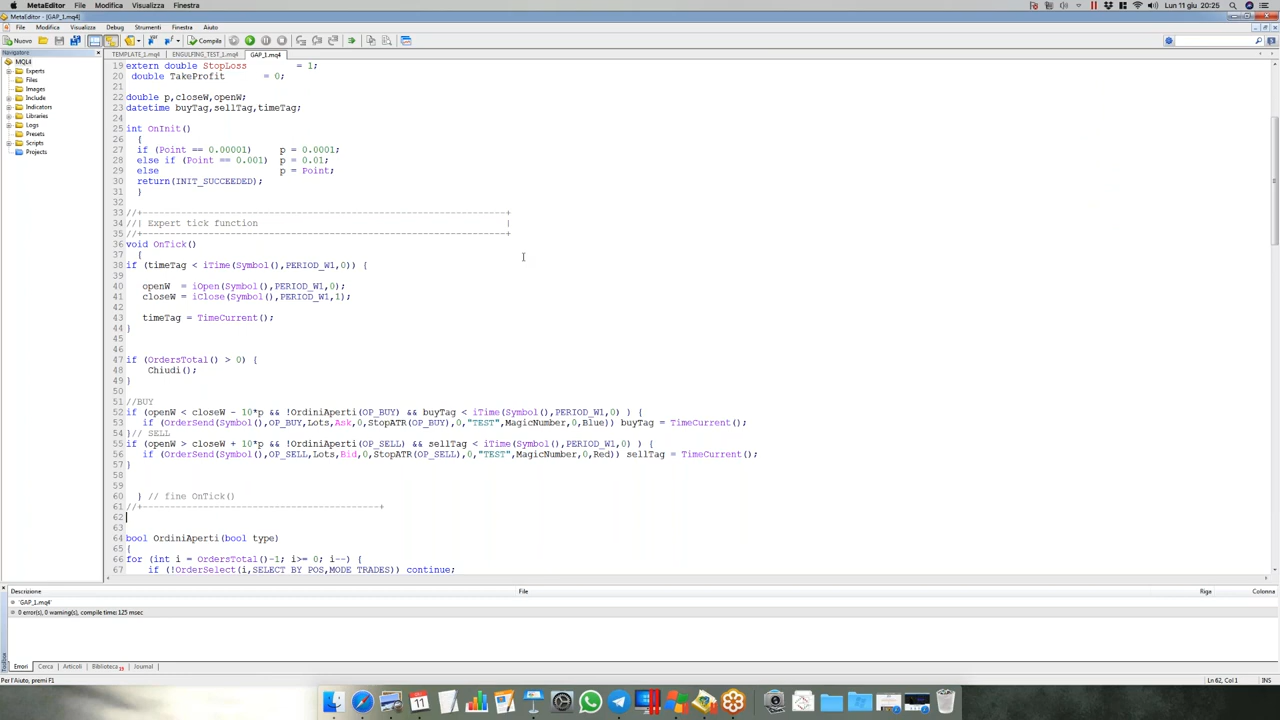 MetaEditor File Modifica Visualizza Finestra Lun 11 giu 20:25
MetaEditor - [GAP_1.mq4]
File Modifica Visualizza Debug Strumenti Finestra Aiuto
Nuovo Compila
Navigatore TEMPLATE_1.mq4 ENGULFING_TEST_1.mq4 GAP_1.mq4
MQL4
Experts
Files
Images
Include
Indicators
Libraries
Logs
Presets
Scripts
Projects
19 extern double StopLoss = 1;
20 double TakeProfit = 0;
21
22 double p,closeW,openW;
23 datetime buyTag,sellTag,timeTag;
24
25 int OnInit()
26 {
27 if (Point == 0.00001) p = 0.0001;
28 else if (Point == 0.001) p = 0.01;
29 else p = Point;
30 return(INIT_SUCCEEDED);
31 }
32
33 //+------------------------------------------------------------------+
34 //| Expert tick function |
35 //+------------------------------------------------------------------+
36 void OnTick()
37 {
38 if (timeTag < iTime(Symbol(),PERIOD_W1,0)) {
39
40 openW = iOpen(Symbol(),PERIOD_W1,0);
41 closeW = iClose(Symbol(),PERIOD_W1,1);
42
43 timeTag = TimeCurrent();
44 }
45
46
47 if (OrdersTotal() > 0) {
48 Chiudi();
49 }
50
51 //BUY
52 if (openW < closeW - 10*p && !OrdiniAperti(OP_BUY) && buyTag < iTime(Symbol(),PERIOD_W1,0) ) {
53 if (OrderSend(Symbol(),OP_BUY,Lots,Ask,0,StopATR(OP_BUY),0,"TEST",MagicNumber,0,Blue)) buyTag = TimeCurrent();
54 }// SELL
55 if (openW > closeW + 10*p && !OrdiniAperti(OP_SELL) && sellTag < iTime(Symbol(),PERIOD_W1,0) ) {
56 if (OrderSend(Symbol(),OP_SELL,Lots,Bid,0,StopATR(OP_SELL),0,"TEST",MagicNumber,0,Red)) sellTag = TimeCurrent();
57 }
58
59
60 } // fine OnTick()
61 //+-------------------------------------------+
62
63
64 bool OrdiniAperti(bool type)
65 {
66 for (int i = OrdersTotal()-1; i>= 0; i--) {
67 if (!OrderSelect(i,SELECT_BY_POS,MODE_TRADES)) continue;
Descrizione File Riga Colonna
'GAP_1.mq4'
0 error(s), 0 warning(s), compile time: 125 msec
Toolbox
Errori Cerca Articoli Biblioteca Journal
Per l'Aiuto, premi F1 Ln 62, Col 1 INS
11